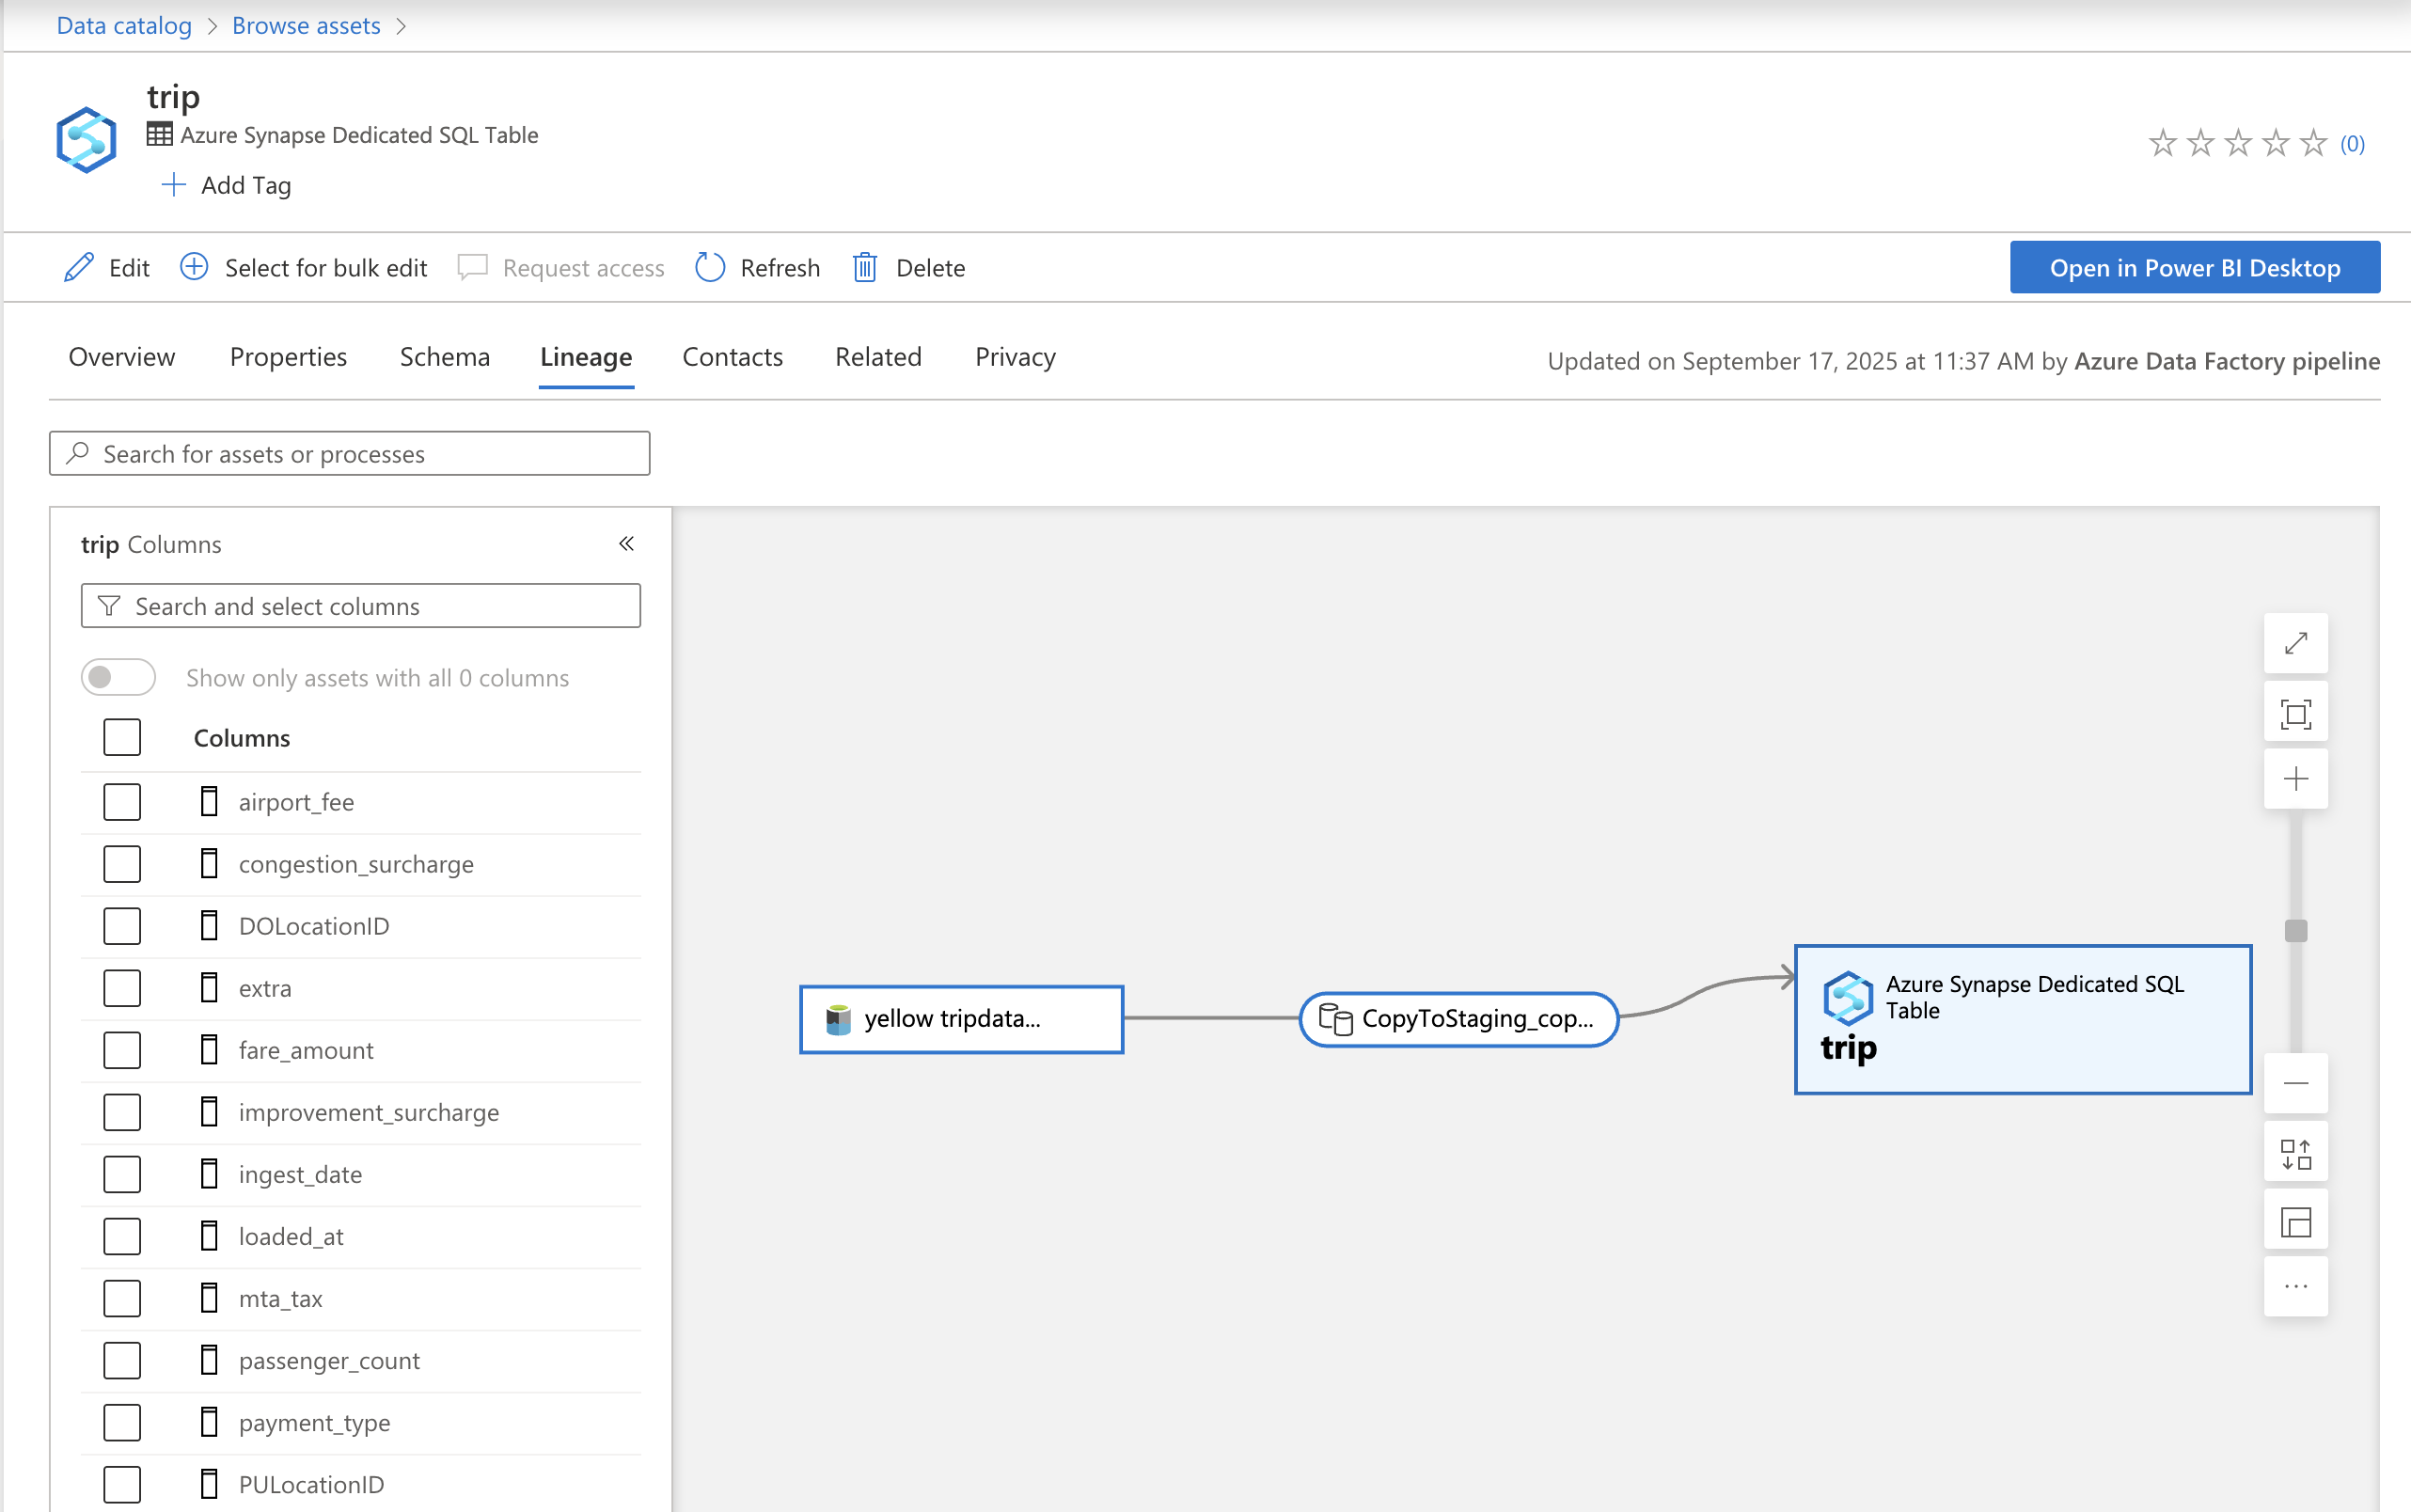 Data catalog > Browse assets >
trip
Azure Synapse Dedicated SQL Table
Add Tag
(0)
Edit Select for bulk edit Request access Refresh Delete Open in Power BI Desktop
Overview Properties Schema Lineage Contacts Related Privacy Updated on September 17, 2025 at 11:37 AM by Azure Data Factory pipeline
Search for assets or processes
trip Columns
Search and select columns
Show only assets with all 0 columns
Columns
airport_fee
congestion_surcharge
DOLocationID
extra
fare_amount
improvement_surcharge
ingest_date
loaded_at
mta_tax
passenger_count
payment_type
PULocationID
yellow tripdata...
CopyToStaging_cop...
Azure Synapse Dedicated SQL
Table
trip